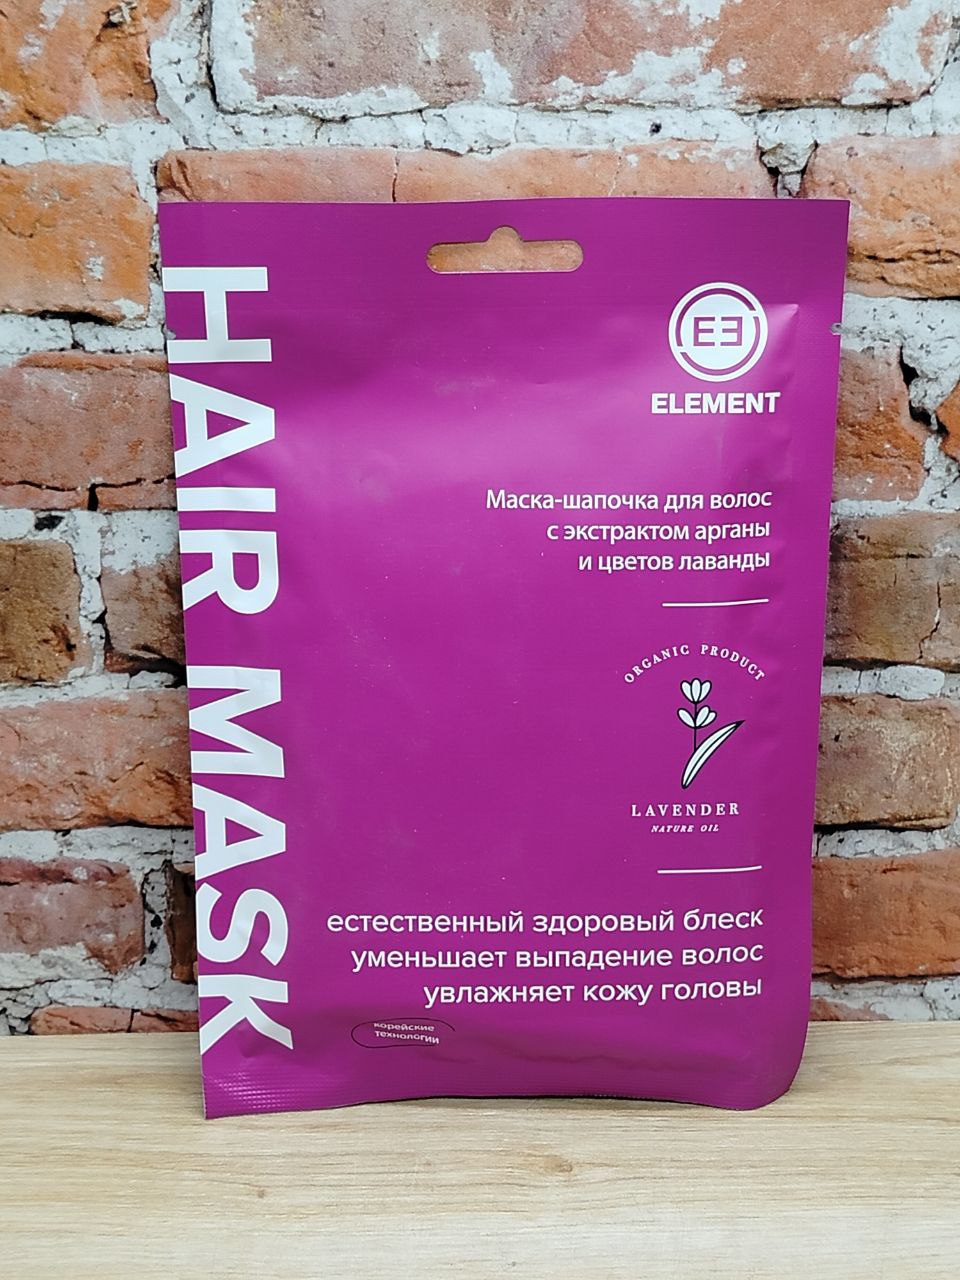 HAIR MASK
EE
ELEMENT
Маска-шапочка для волос
с экстрактом арганы
и цветов лаванды
ORGANIC PRODUCT
LAVENDER
NATURE OIL
естественный здоровый блеск
уменьшает выпадение волос
увлажняет кожу головы
корейские
технологии